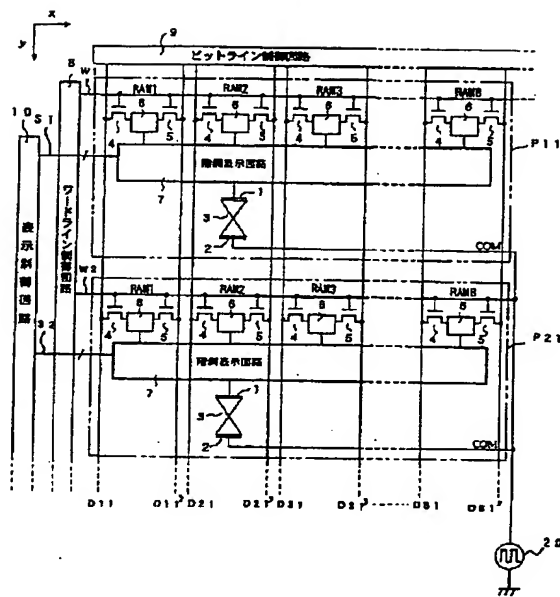 x
y
9
ビットライン制御回路
8
W1
10
S1
RAM1 RAM2 RAM3 RAM8
6 6 6 6
4 5 4 5 4 5 4 5
階調表示回路
P11
7
1
3
2
COM
表示制御回路
ワードライン制御回路
W2
S2
RAM1 RAM2 RAM3 RAM8
6 6 6 6
4 5 4 5 4 5 4 5
階調表示回路
P21
7
1
3
2
COM
D11 D11' D21 D21' D31 D31' D81 D81'
20